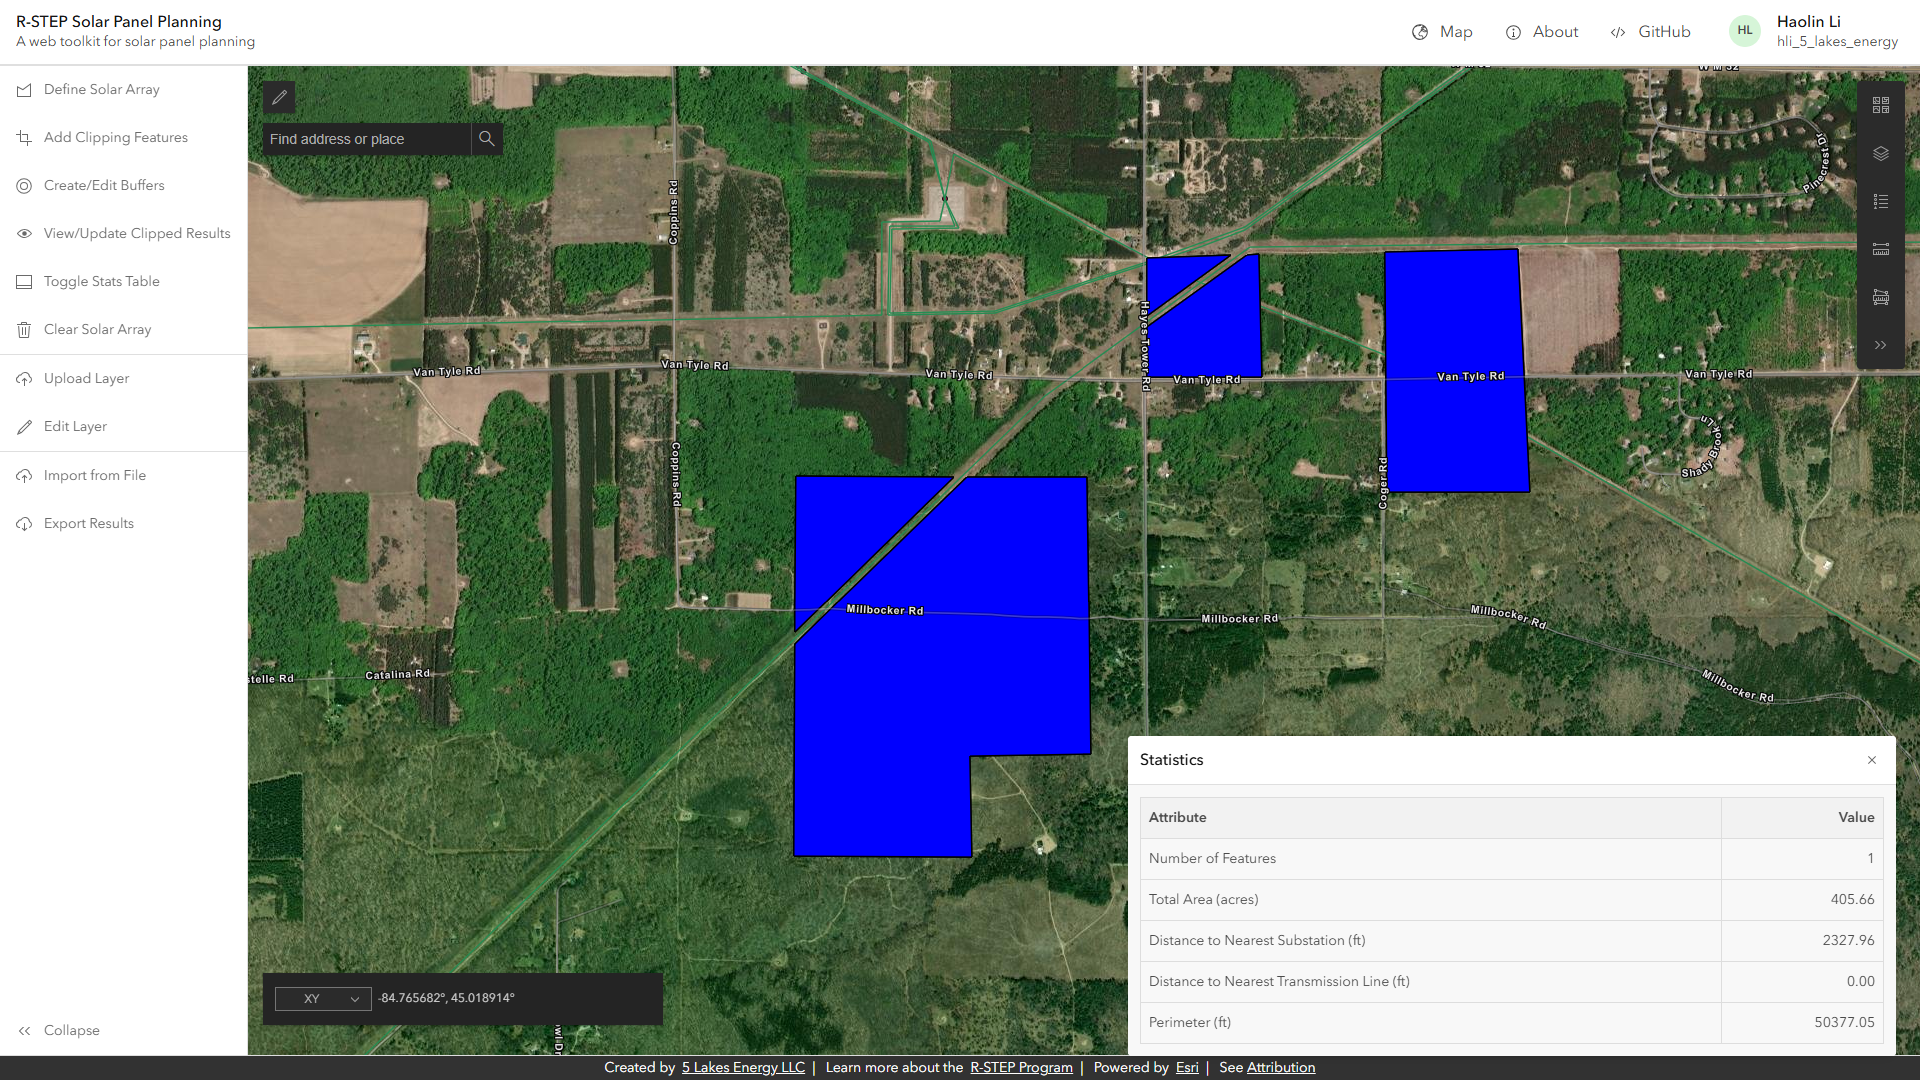 R-STEP Solar Panel Planning
A web toolkit for solar panel planning
Map
About
GitHub
HL
Haolin Li
hli_5_lakes_energy
Define Solar Array
Add Clipping Features
Create/Edit Buffers
View/Update Clipped Results
Toggle Stats Table
Clear Solar Array
Upload Layer
Edit Layer
Import from File
Export Results
Collapse
Find address or place
Coppins Rd
Pinecrest Dr
Hayes Tower Rd
Van Tyle Rd
Van Tyle Rd
Van Tyle Rd
Van Tyle Rd
Van Tyle Rd
Van Tyle Rd
Coppins Rd
Coger Rd
Shady Brook Ln
Millbocker Rd
Millbocker Rd
Millbocker Rd
Millbocker Rd
stelle Rd
Catalina Rd
wl Dr
XY
-84.765682°, 45.018914°
Statistics
Attribute Value
Number of Features 1
Total Area (acres) 405.66
Distance to Nearest Substation (ft) 2327.96
Distance to Nearest Transmission Line (ft) 0.00
Perimeter (ft) 50377.05
Created by 5 Lakes Energy LLC | Learn more about the R-STEP Program | Powered by Esri | See Attribution